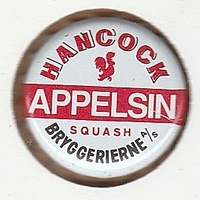 HANCOCK
APPELSIN
SQUASH
BRYGGERIERNE A/S